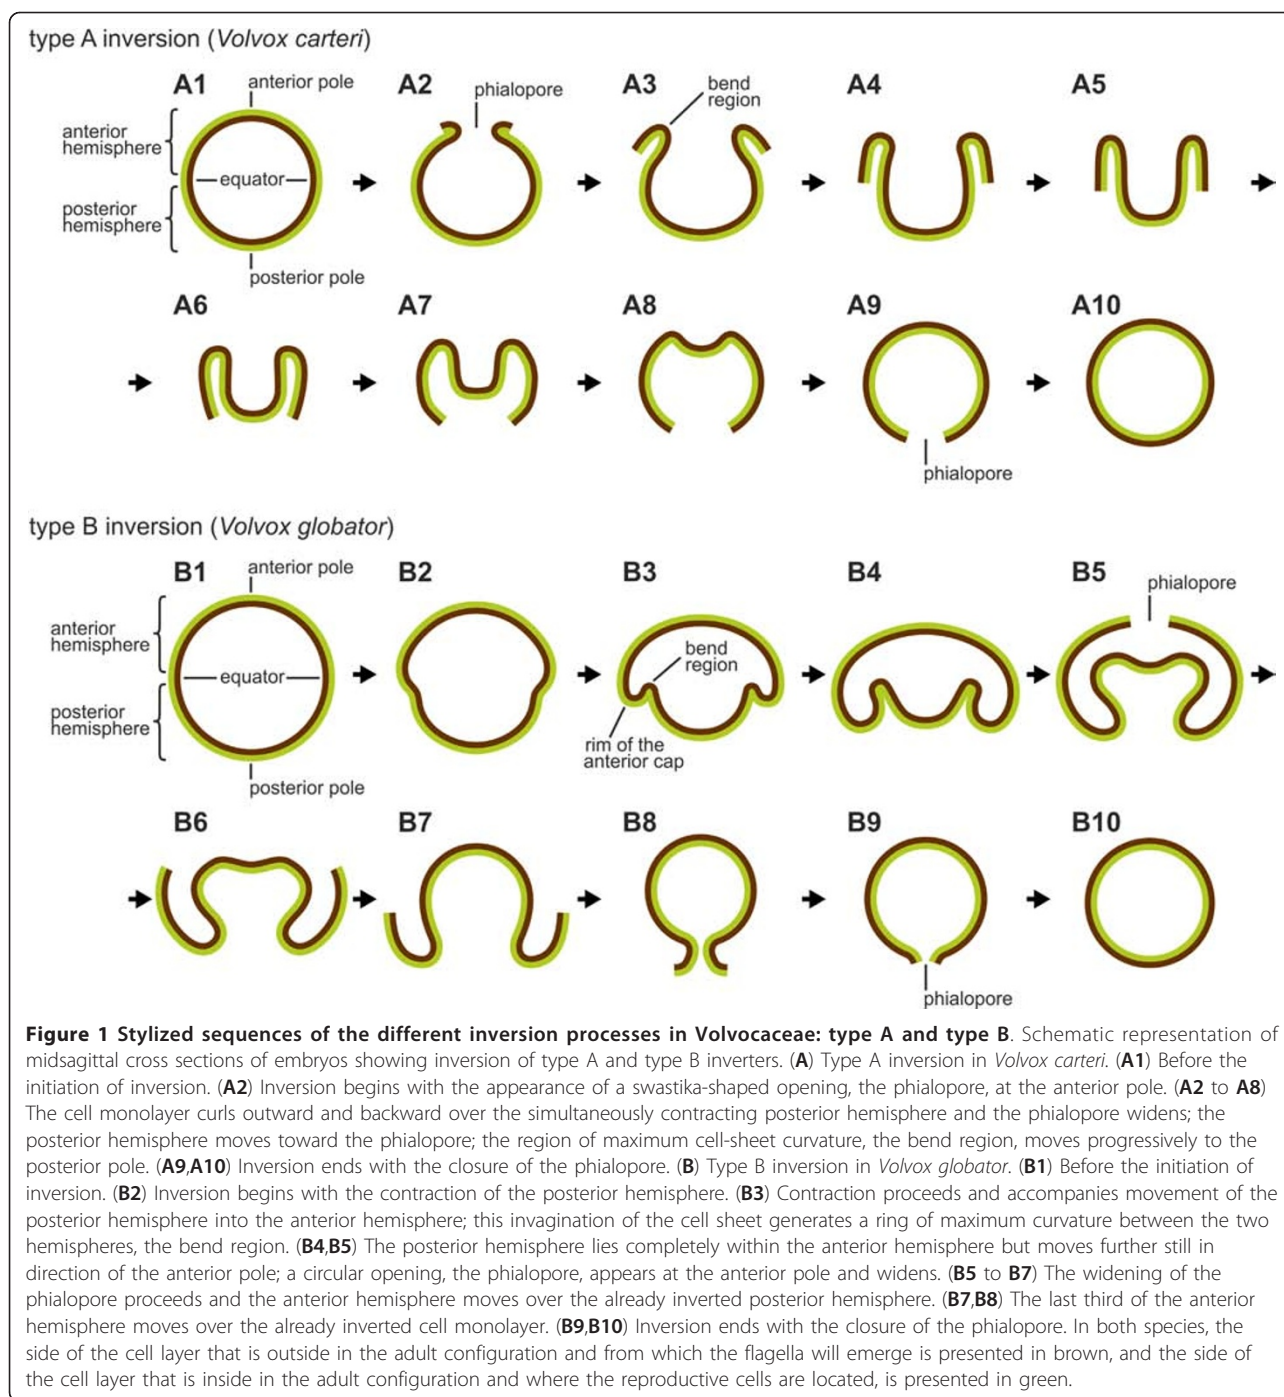 type A inversion (Volvox carteri)
A1
anterior pole
anterior
hemisphere
equator
posterior
hemisphere
posterior pole
A2
phialopore
A3
bend
region
A4
A5
A6
A7
A8
A9
phialopore
A10
type B inversion (Volvox globator)
B1
anterior pole
anterior
hemisphere
equator
posterior
hemisphere
posterior pole
B2
B3
bend
region
rim of the
anterior cap
B4
B5
phialopore
B6
B7
B8
B9
phialopore
B10
Figure 1 Stylized sequences of the different inversion processes in Volvocaceae: type A and type B. Schematic representation of
midsagittal cross sections of embryos showing inversion of type A and type B inverters. (A) Type A inversion in Volvox carteri. (A1) Before the
initiation of inversion. (A2) Inversion begins with the appearance of a swastika-shaped opening, the phialopore, at the anterior pole. (A2 to A8)
The cell monolayer curls outward and backward over the simultaneously contracting posterior hemisphere and the phialopore widens; the
posterior hemisphere moves toward the phialopore; the region of maximum cell-sheet curvature, the bend region, moves progressively to the
posterior pole. (A9,A10) Inversion ends with the closure of the phialopore. (B) Type B inversion in Volvox globator. (B1) Before the initiation of
inversion. (B2) Inversion begins with the contraction of the posterior hemisphere. (B3) Contraction proceeds and accompanies movement of the
posterior hemisphere into the anterior hemisphere; this invagination of the cell sheet generates a ring of maximum curvature between the two
hemispheres, the bend region. (B4,B5) The posterior hemisphere lies completely within the anterior hemisphere but moves further still in
direction of the anterior pole; a circular opening, the phialopore, appears at the anterior pole and widens. (B5 to B7) The widening of the
phialopore proceeds and the anterior hemisphere moves over the already inverted posterior hemisphere. (B7,B8) The last third of the anterior
hemisphere moves over the already inverted cell monolayer. (B9,B10) Inversion ends with the closure of the phialopore. In both species, the
side of the cell layer that is outside in the adult configuration and from which the flagella will emerge is presented in brown, and the side of
the cell layer that is inside in the adult configuration and where the reproductive cells are located, is presented in green.